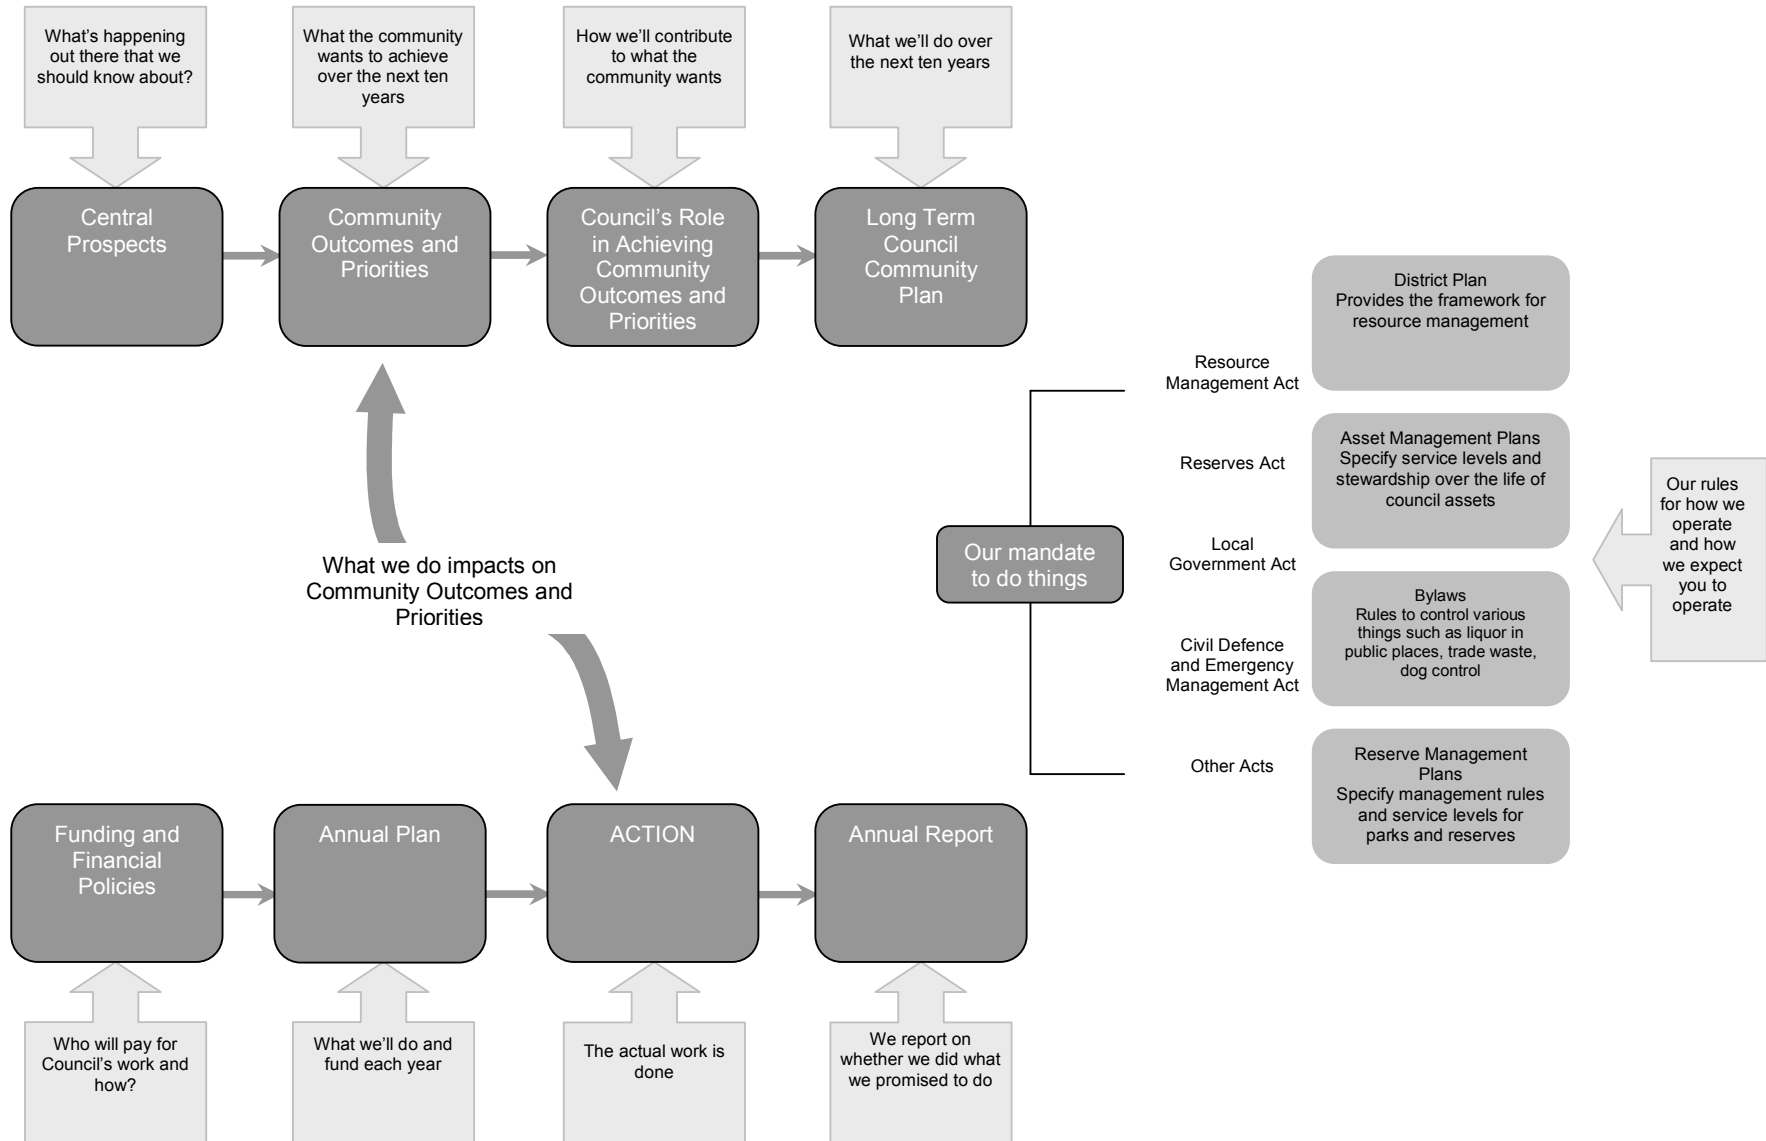 What's happening
out there that we
should know about?
What the community
wants to achieve
over the next ten
years
How we'll contribute
to what the
community wants
What we'll do over
the next ten years
Central
Prospects
Community
Outcomes and
Priorities
Council's Role
in Achieving
Community
Outcomes and
Priorities
Long Term
Council
Community
Plan
What we do impacts on
Community Outcomes and
Priorities
Funding and
Financial
Policies
Annual Plan
ACTION
Annual Report
Who will pay for
Council's work and
how?
What we'll do and
fund each year
The actual work is
done
We report on
whether we did what
we promised to do
Our mandate
to do things
Resource
Management Act
Reserves Act
Local
Government Act
Civil Defence
and Emergency
Management Act
Other Acts
District Plan
Provides the framework for
resource management
Asset Management Plans
Specify service levels and
stewardship over the life of
council assets
Bylaws
Rules to control various
things such as liquor in
public places, trade waste,
dog control
Reserve Management
Plans
Specify management rules
and service levels for
parks and reserves
Our rules
for how we
operate
and how
we expect
you to
operate